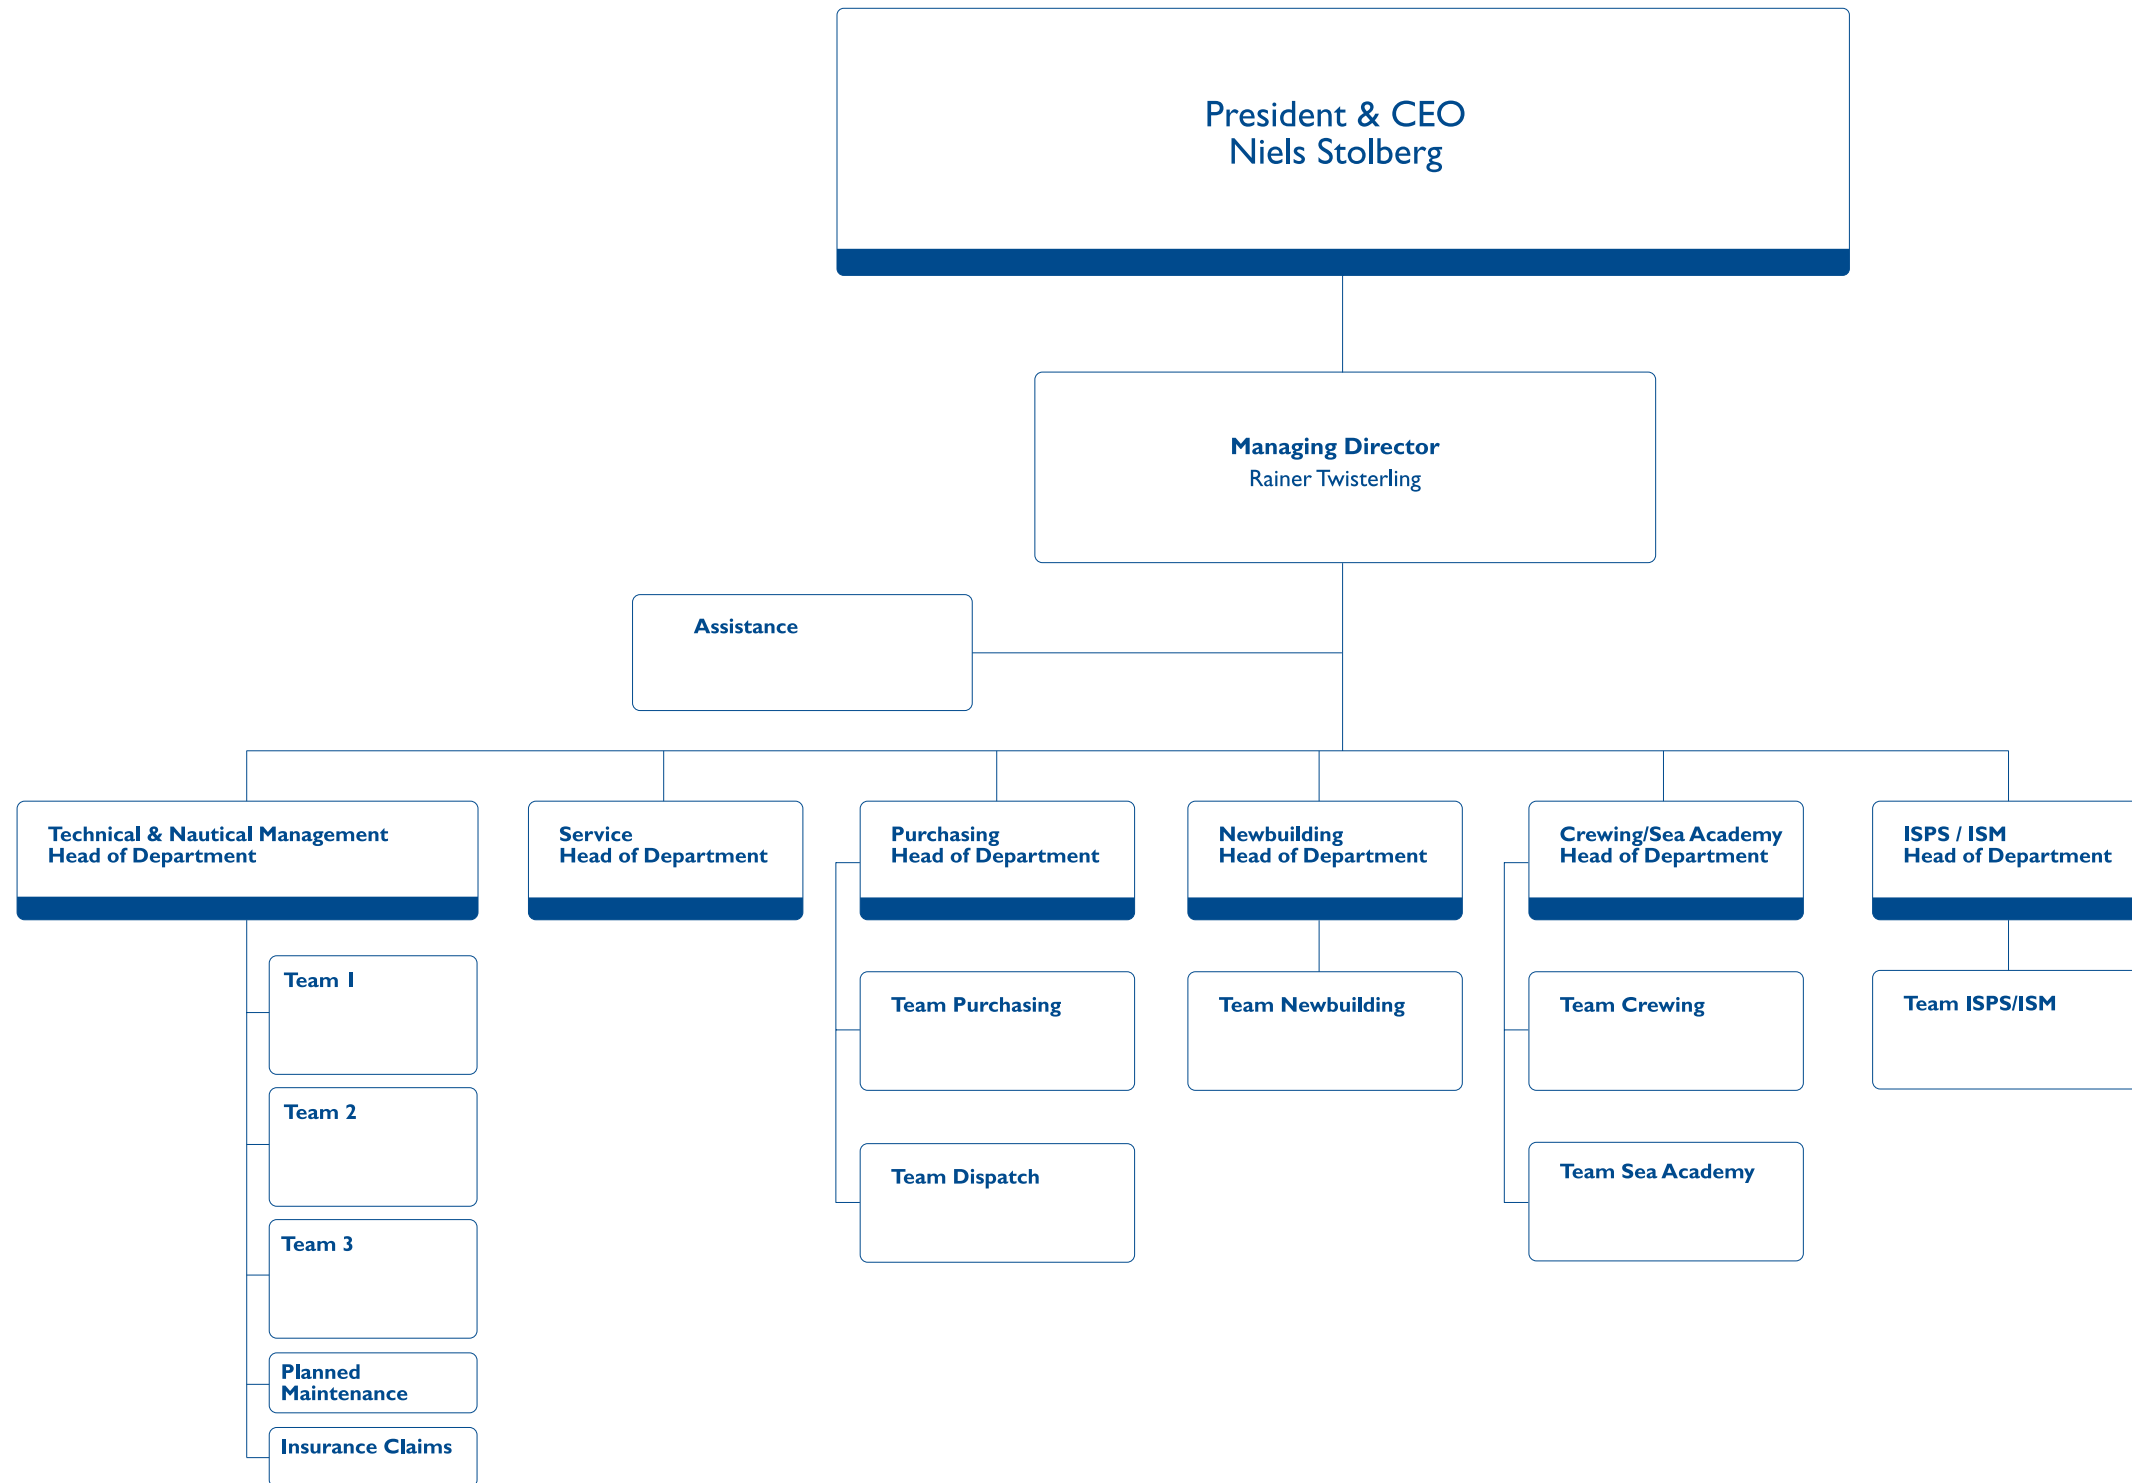 President & CEO
Niels Stolberg
Managing Director
Rainer Twisterling
Assistance
Technical & Nautical Management
Head of Department
Service
Head of Department
Purchasing
Head of Department
Newbuilding
Head of Department
Crewing/Sea Academy
Head of Department
ISPS / ISM
Head of Department
Team 1
Team 2
Team 3
Planned
Maintenance
Insurance Claims
Team Purchasing
Team Dispatch
Team Newbuilding
Team Crewing
Team Sea Academy
Team ISPS/ISM